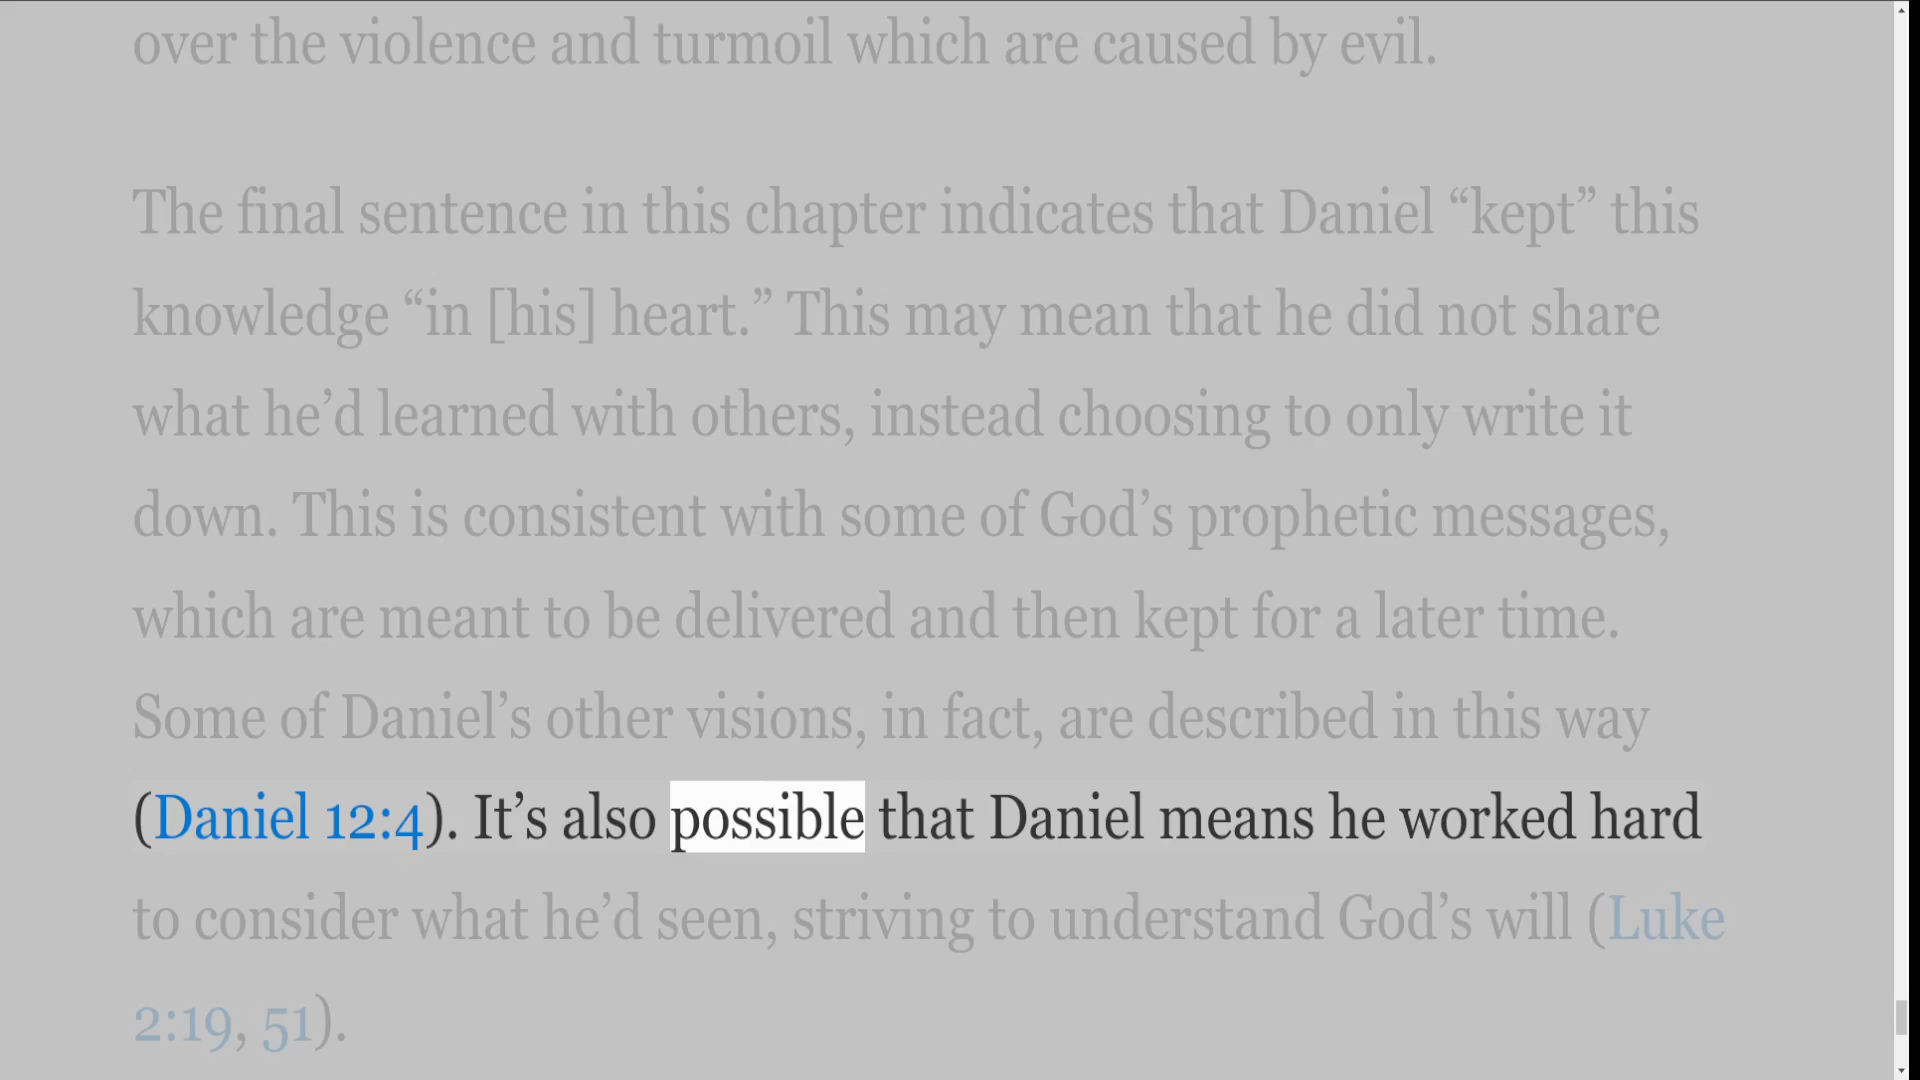 over the violence and turmoil which are caused by evil.
The final sentence in this chapter indicates that Daniel “kept” this
knowledge “in [his] heart.” This may mean that he did not share
what he’d learned with others, instead choosing to only write it
down. This is consistent with some of God’s prophetic messages,
which are meant to be delivered and then kept for a later time.
Some of Daniel’s other visions, in fact, are described in this way
(Daniel 12:4). It’s also possible that Daniel means he worked hard
to consider what he’d seen, striving to understand God’s will (Luke
2:19, 51).